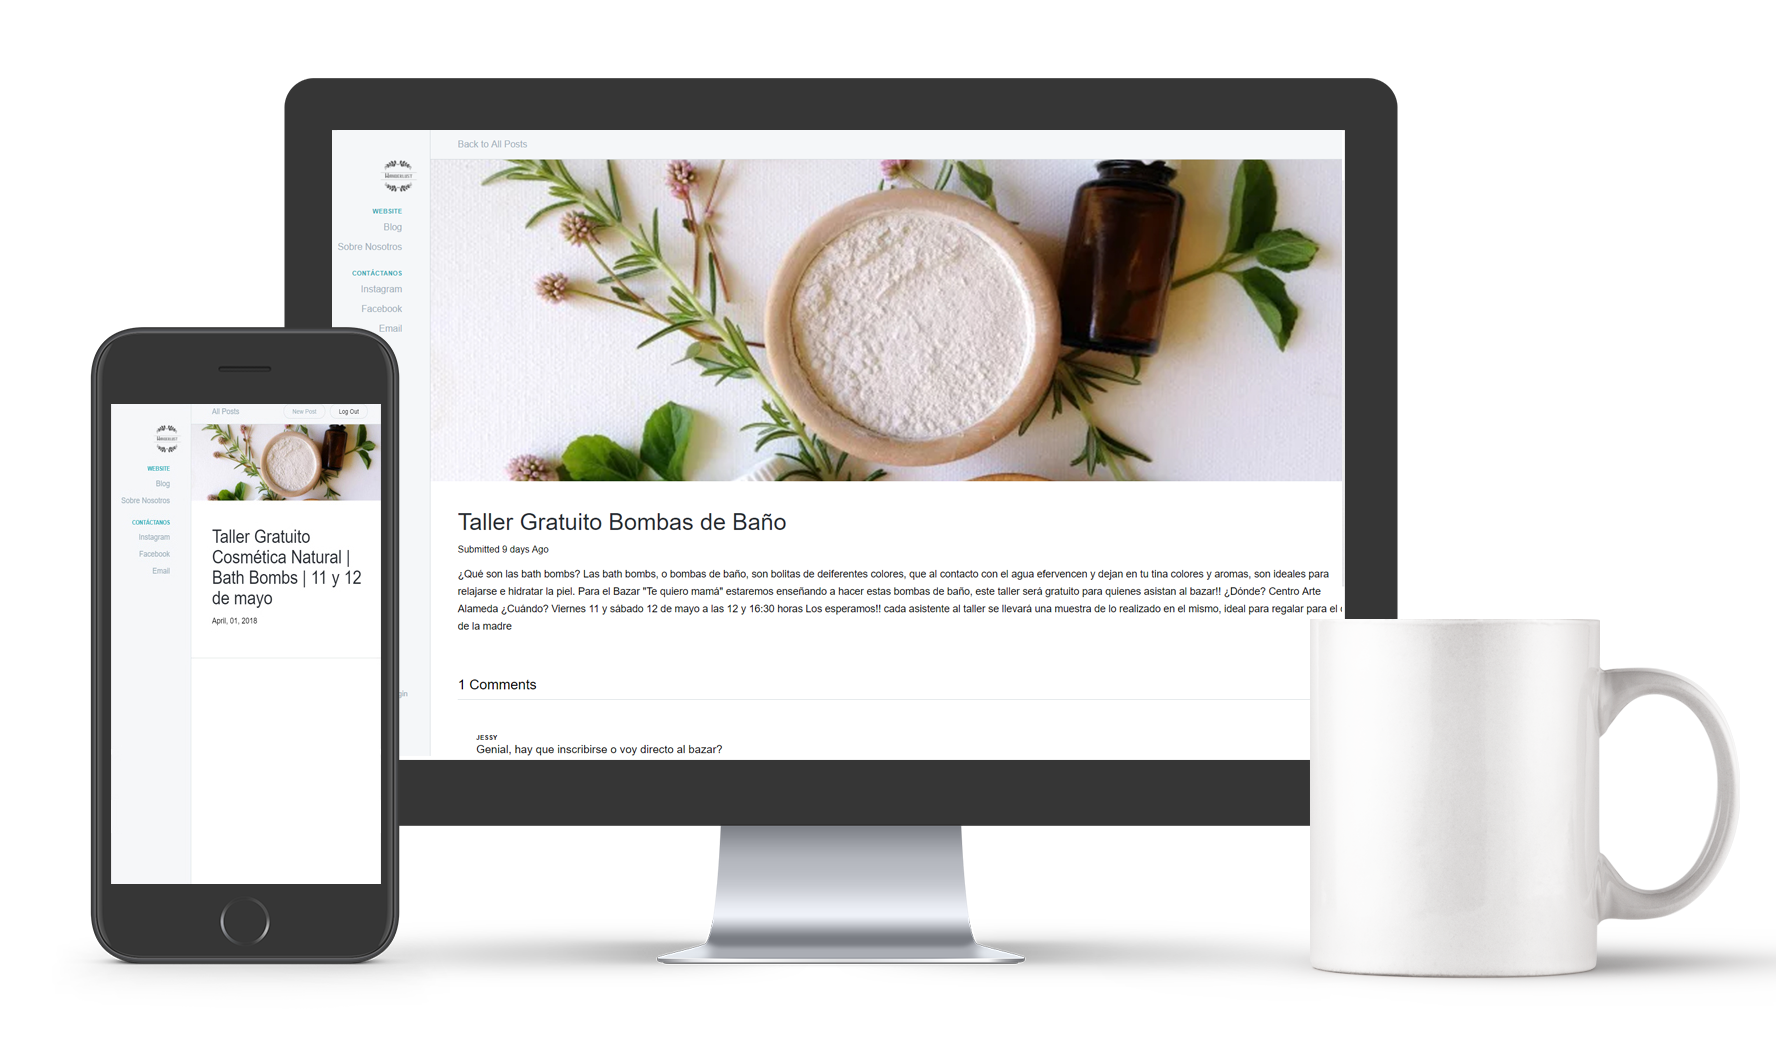 Back to All Posts
WANDERLUST
WEBSITE
Blog
Sobre Nosotros
CONTÁCTANOS
Instagram
Facebook
Email
Taller Gratuito Bombas de Baño
Submitted 9 days Ago
¿Qué son las bath bombs? Las bath bombs, o bombas de baño, son bolitas de deiferentes colores, que al contacto con el agua efervencen y dejan en tu tina colores y aromas, son ideales para
relajarse e hidratar la piel. Para el Bazar "Te quiero mamá" estaremos enseñando a hacer estas bombas de baño, este taller será gratuito para quienes asistan al bazar!! ¿Dónde? Centro Arte
Alameda ¿Cuándo? Viernes 11 y sábado 12 de mayo a las 12 y 16:30 horas Los esperamos!! cada asistente al taller se llevará una muestra de lo realizado en el mismo, ideal para regalar para el
de la madre
1 Comments
JESSY
Genial, hay que inscribirse o voy directo al bazar?
gin
All Posts
New Post
Log Out
WANDERLUST
WEBSITE
Blog
Sobre Nosotros
CONTÁCTANOS
Instagram
Facebook
Email
Taller Gratuito
Cosmética Natural |
Bath Bombs | 11 y 12
de mayo
April, 01, 2018